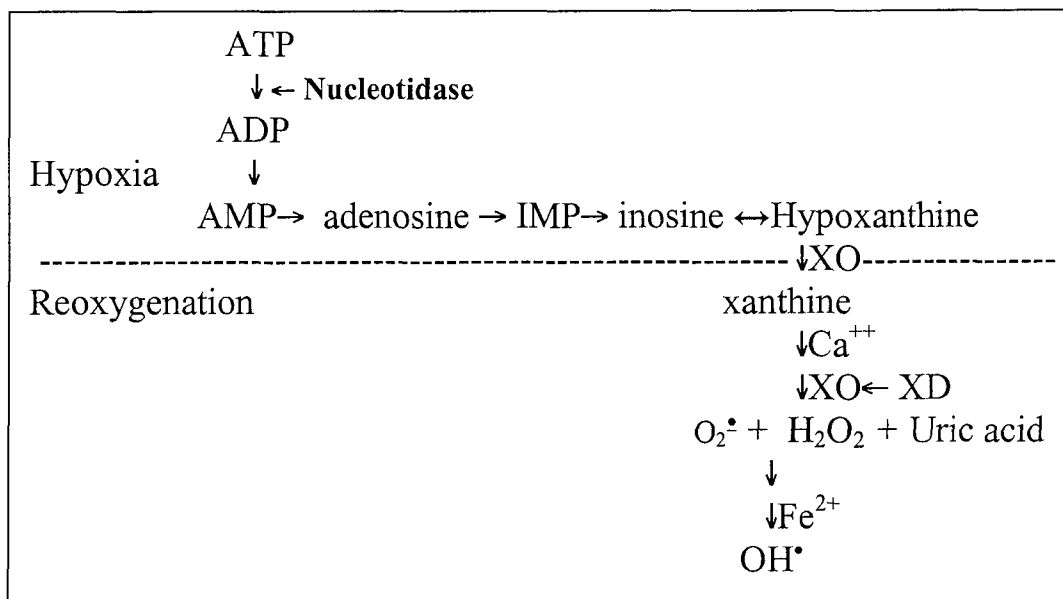 ATP
↓ ← Nucleotidase
ADP
Hypoxia ↓
AMP→ adenosine → IMP→ inosine ↔Hypoxanthine
↓XO
Reoxygenation xanthine
↓Ca⁺⁺
↓XO← XD
O₂•̲ + H₂O₂ + Uric acid
↓
↓Fe²⁺
OH•